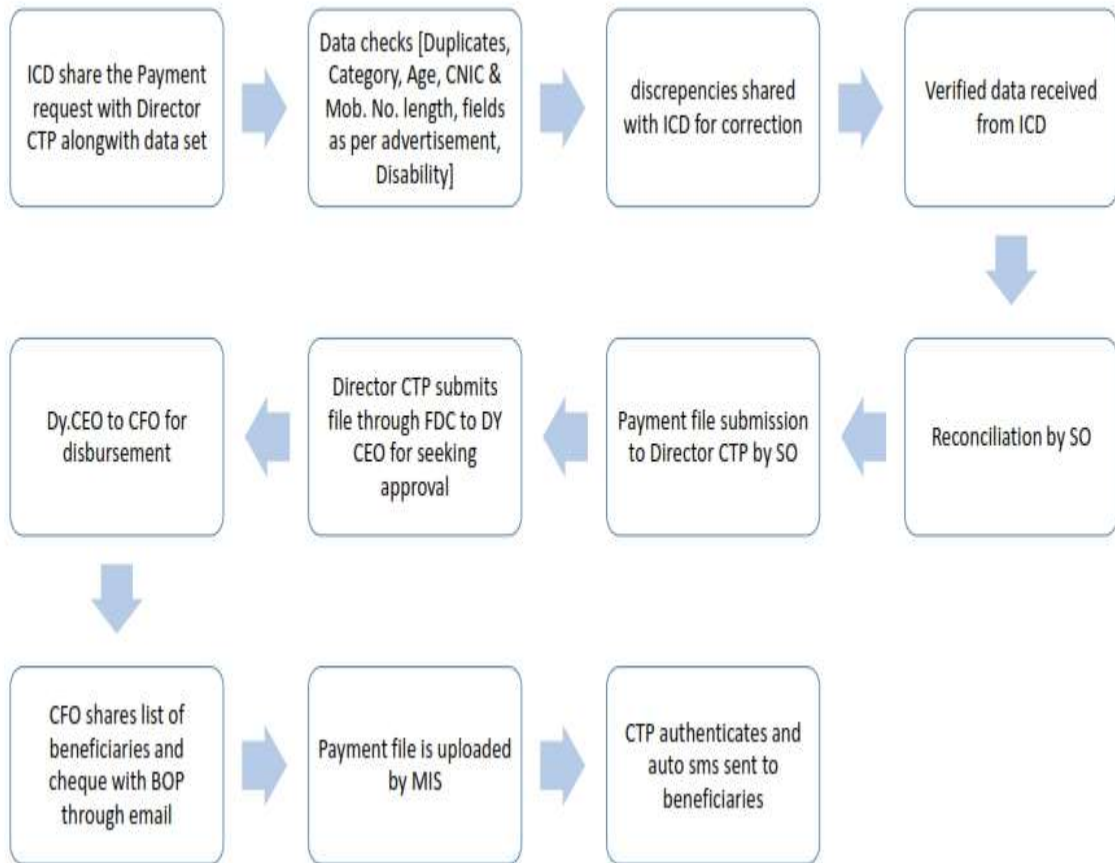 ICD share the Payment
request with Director
CTP alongwith data set
Data checks [Duplicates,
Category, Age, CNIC &
Mob. No. length, fields
as per advertisement,
Disability]
discrepencies shared
with ICD for correction
Verified data received
from ICD
Reconciliation by SO
Payment file submission
to Director CTP by SO
Director CTP submits
file through FDC to DY
CEO for seeking
approval
Dy.CEO to CFO for
disbursement
CFO shares list of
beneficiaries and
cheque with BOP
through email
Payment file is uploaded
by MIS
CTP authenticates and
auto sms sent to
beneficiaries